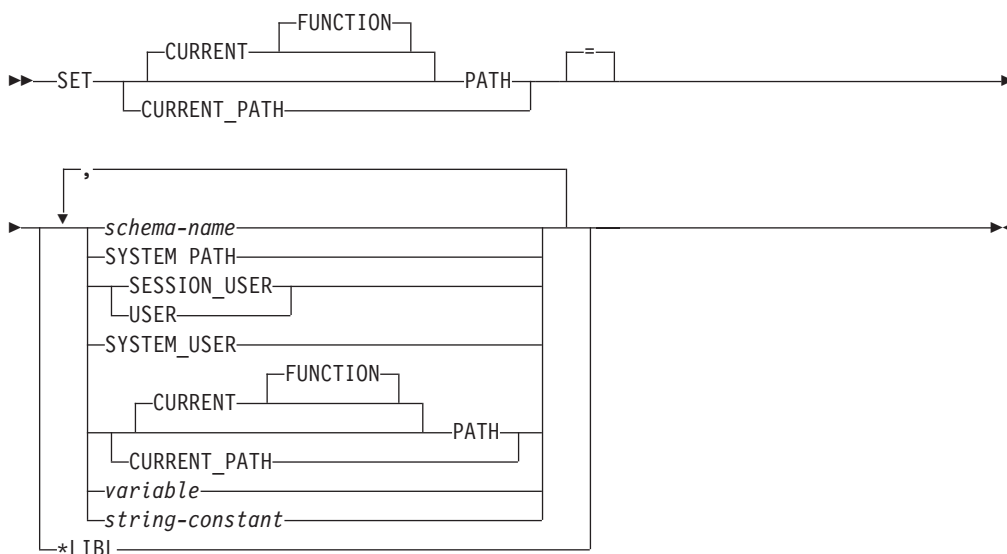 FUNCTION
CURRENT
=
SET
PATH
CURRENT_PATH
,
schema-name
SYSTEM PATH
SESSION_USER
USER
SYSTEM_USER
FUNCTION
CURRENT
PATH
CURRENT_PATH
variable
string-constant
*LIBL